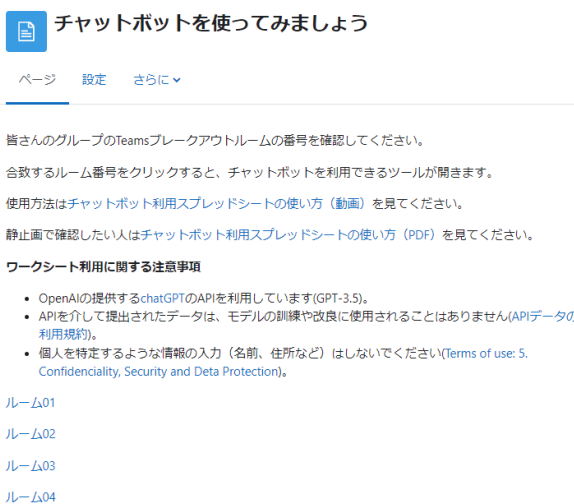 チャットボットを使ってみましょう
ページ 設定 さらに
皆さんのグループのTeamsブレークアウトルームの番号を確認してください。
合致するルーム番号をクリックすると、チャットボットを利用できるツールが開きます。
使用方法はチャットボット利用スプレッドシートの使い方（動画）を見てください。
静止画で確認したい人はチャットボット利用スプレッドシートの使い方（PDF）を見てください。
ワークシート利用に関する注意事項
• OpenAIの提供するchatGPTのAPIを利用しています(GPT-3.5)。
• APIを介して提出されたデータは、モデルの訓練や改良に使用されることはありません(APIデータの
利用規約)。
• 個人を特定するような情報の入力（名前、住所など）はしないでください(Terms of use: 5.
Confidenciality, Security and Deta Protection)。
ルーム01
ルーム02
ルーム03
ルーム04